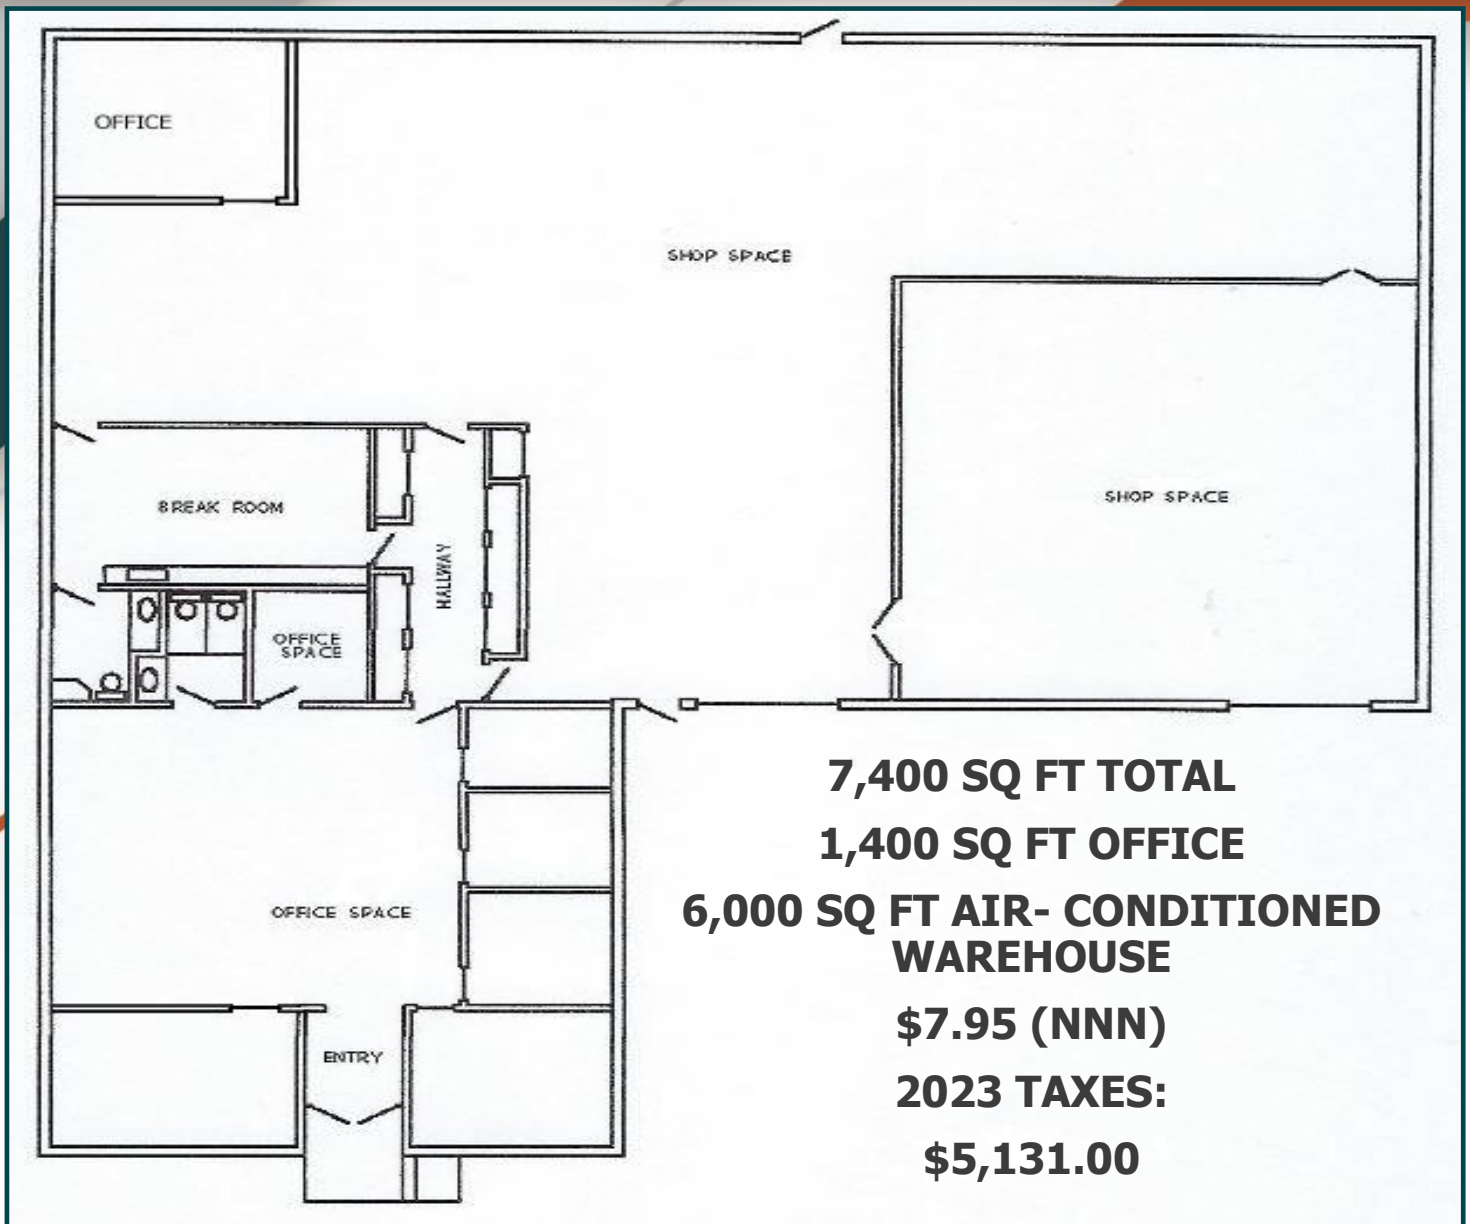 OFFICE
SHOP SPACE
SHOP SPACE
BREAK ROOM
HALLWAY
OFFICE
SPACE
OFFICE SPACE
ENTRY
7,400 SQ FT TOTAL
1,400 SQ FT OFFICE
6,000 SQ FT AIR- CONDITIONED
WAREHOUSE
$7.95 (NNN)
2023 TAXES:
$5,131.00